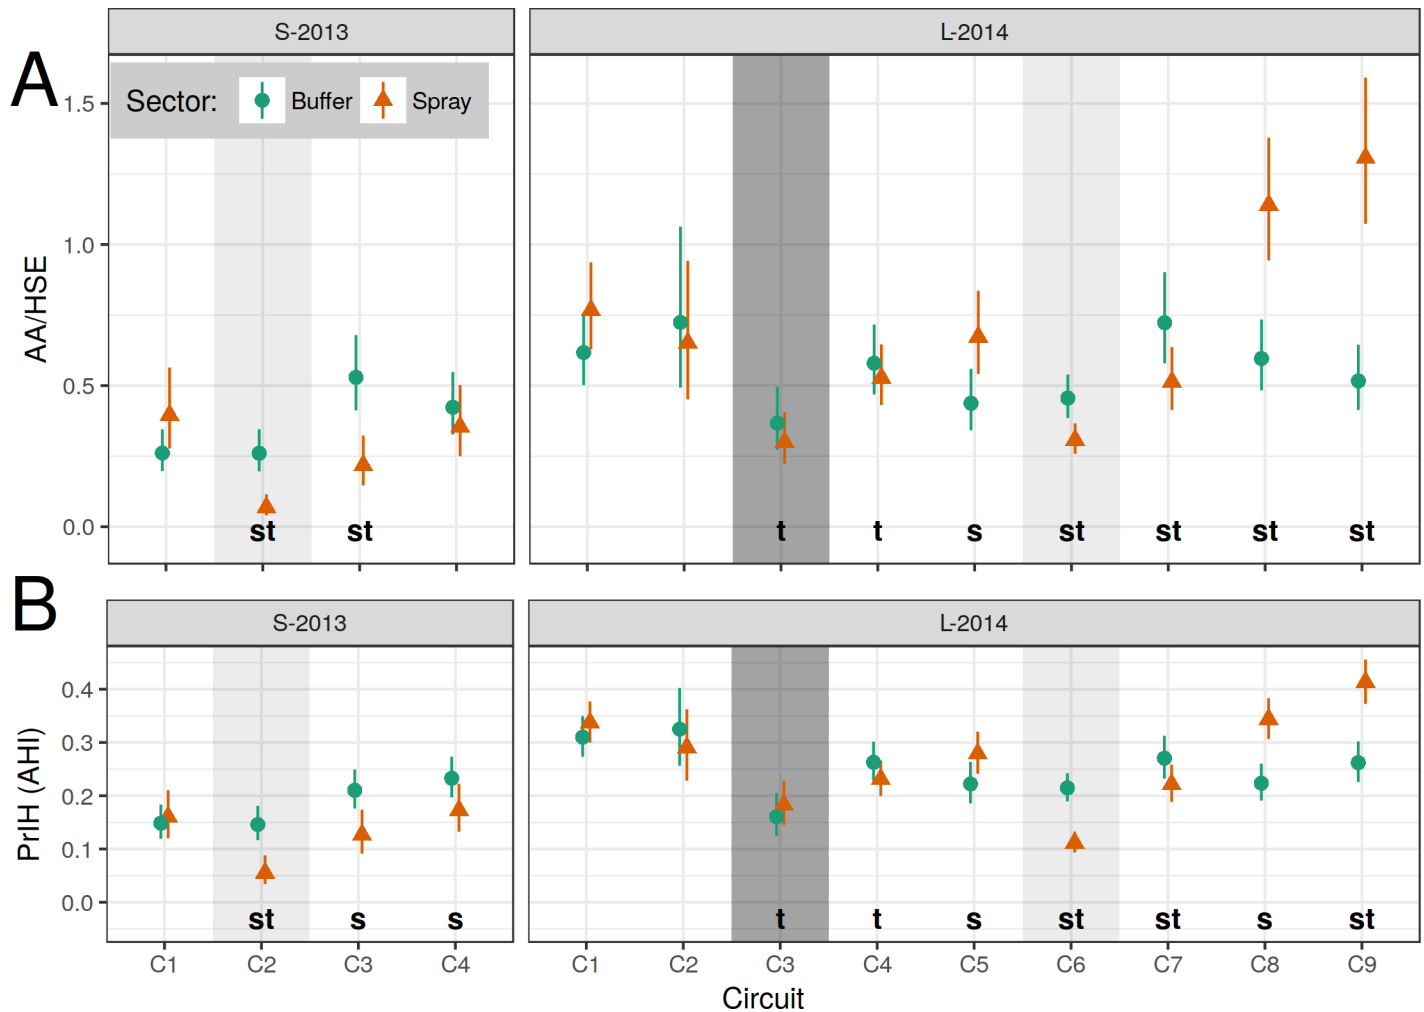 A
S-2013 L-2014
Sector: Buffer Spray
AA/HSE
1.5
1.0
0.5
0.0
st st t t s st st st st
B
S-2013 L-2014
PrIH (AHI)
0.4
0.3
0.2
0.1
0.0
st s s t t s st st s st
C1 C2 C3 C4 C1 C2 C3 C4 C5 C6 C7 C8 C9
Circuit